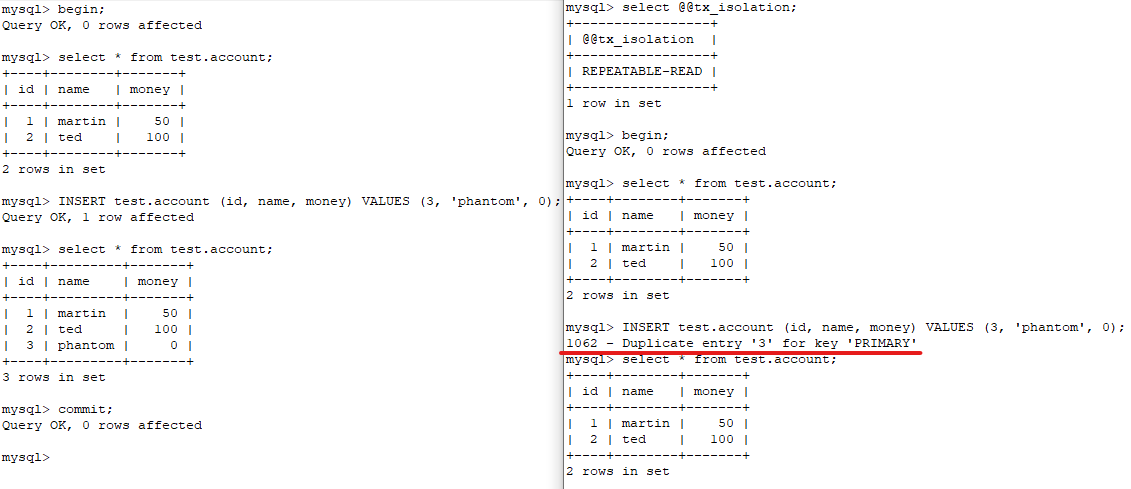 mysql> begin;
Query OK, 0 rows affected
mysql> select * from test.account;
+----+--------+-------+
| id | name   | money |
+----+--------+-------+
|  1 | martin |    50 |
|  2 | ted    |   100 |
+----+--------+-------+
2 rows in set
mysql> INSERT test.account (id, name, money) VALUES (3, 'phantom', 0);
Query OK, 1 row affected
mysql> select * from test.account;
+----+---------+-------+
| id | name    | money |
+----+---------+-------+
|  1 | martin  |    50 |
|  2 | ted     |   100 |
|  3 | phantom |     0 |
+----+---------+-------+
3 rows in set
mysql> commit;
Query OK, 0 rows affected
mysql>
mysql> select @@tx_isolation;
+-----------------+
| @@tx_isolation  |
+-----------------+
| REPEATABLE-READ |
+-----------------+
1 row in set
mysql> begin;
Query OK, 0 rows affected
mysql> select * from test.account;
+----+--------+-------+
| id | name   | money |
+----+--------+-------+
|  1 | martin |    50 |
|  2 | ted    |   100 |
+----+--------+-------+
2 rows in set
mysql> INSERT test.account (id, name, money) VALUES (3, 'phantom', 0);
1062 - Duplicate entry '3' for key 'PRIMARY'
mysql> select * from test.account;
+----+--------+-------+
| id | name   | money |
+----+--------+-------+
|  1 | martin |    50 |
|  2 | ted    |   100 |
+----+--------+-------+
2 rows in set